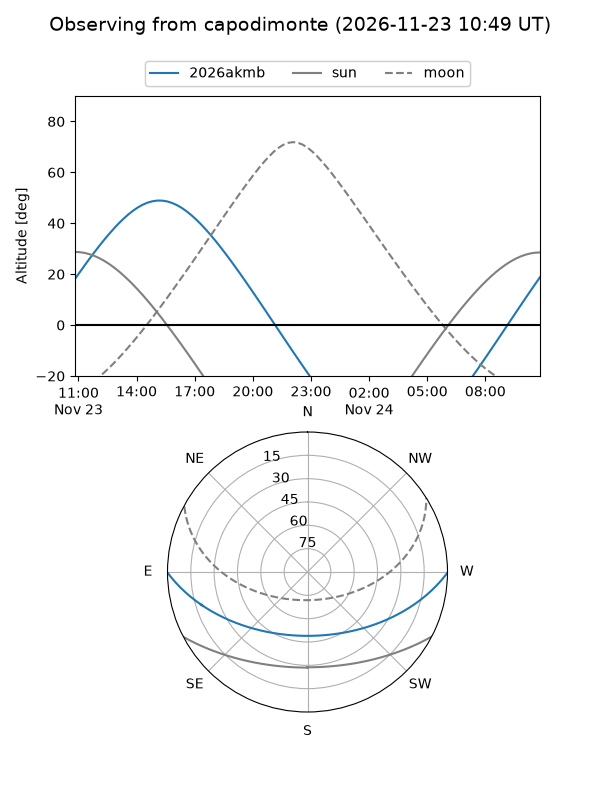 Observing from capodimonte (2026-11-23 10:49 UT)
2026akmb sun moon
Altitude [deg]
80
60
40
20
0
−20
11:00 14:00 17:00 20:00 23:00 02:00 05:00 08:00
Nov 23 Nov 24
N
NE NW
15
30
45
60
75
E W
SE SW
S